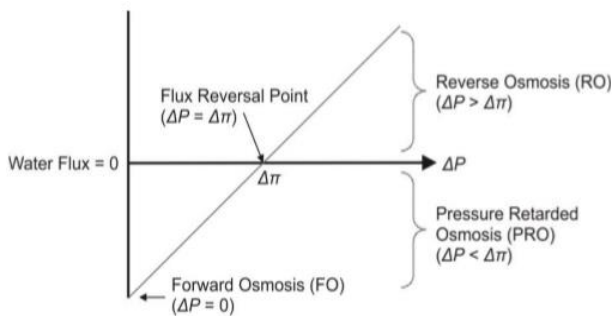 Flux Reversal Point
(ΔP = Δπ)
Reverse Osmosis (RO)
(ΔP > Δπ)
Water Flux = 0
ΔP
Δπ
Pressure Retarded
Osmosis (PRO)
(ΔP < Δπ)
Forward Osmosis (FO)
(ΔP = 0)